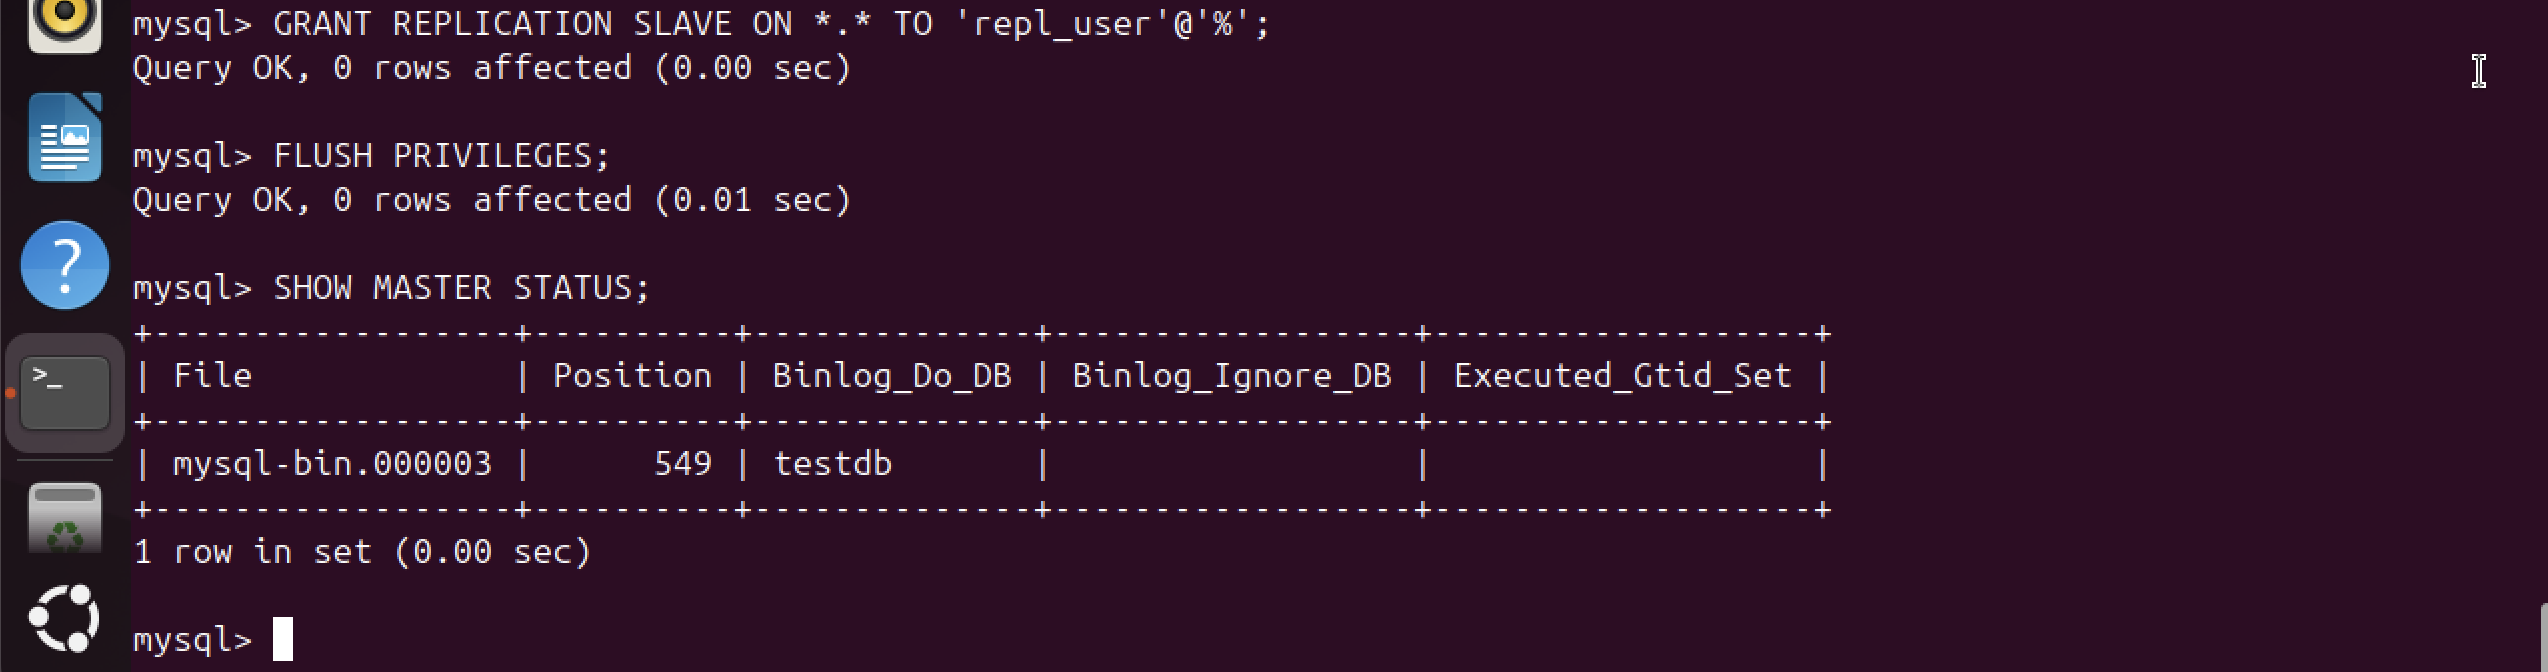 mysql> GRANT REPLICATION SLAVE ON *.* TO 'repl_user'@'%';
Query OK, 0 rows affected (0.00 sec)
mysql> FLUSH PRIVILEGES;
Query OK, 0 rows affected (0.01 sec)
mysql> SHOW MASTER STATUS;
+------------------+----------+--------------+------------------+-------------------+
| File             | Position | Binlog_Do_DB | Binlog_Ignore_DB | Executed_Gtid_Set |
+------------------+----------+--------------+------------------+-------------------+
| mysql-bin.000003 |      549 | testdb       |                  |                   |
+------------------+----------+--------------+------------------+-------------------+
1 row in set (0.00 sec)
mysql>